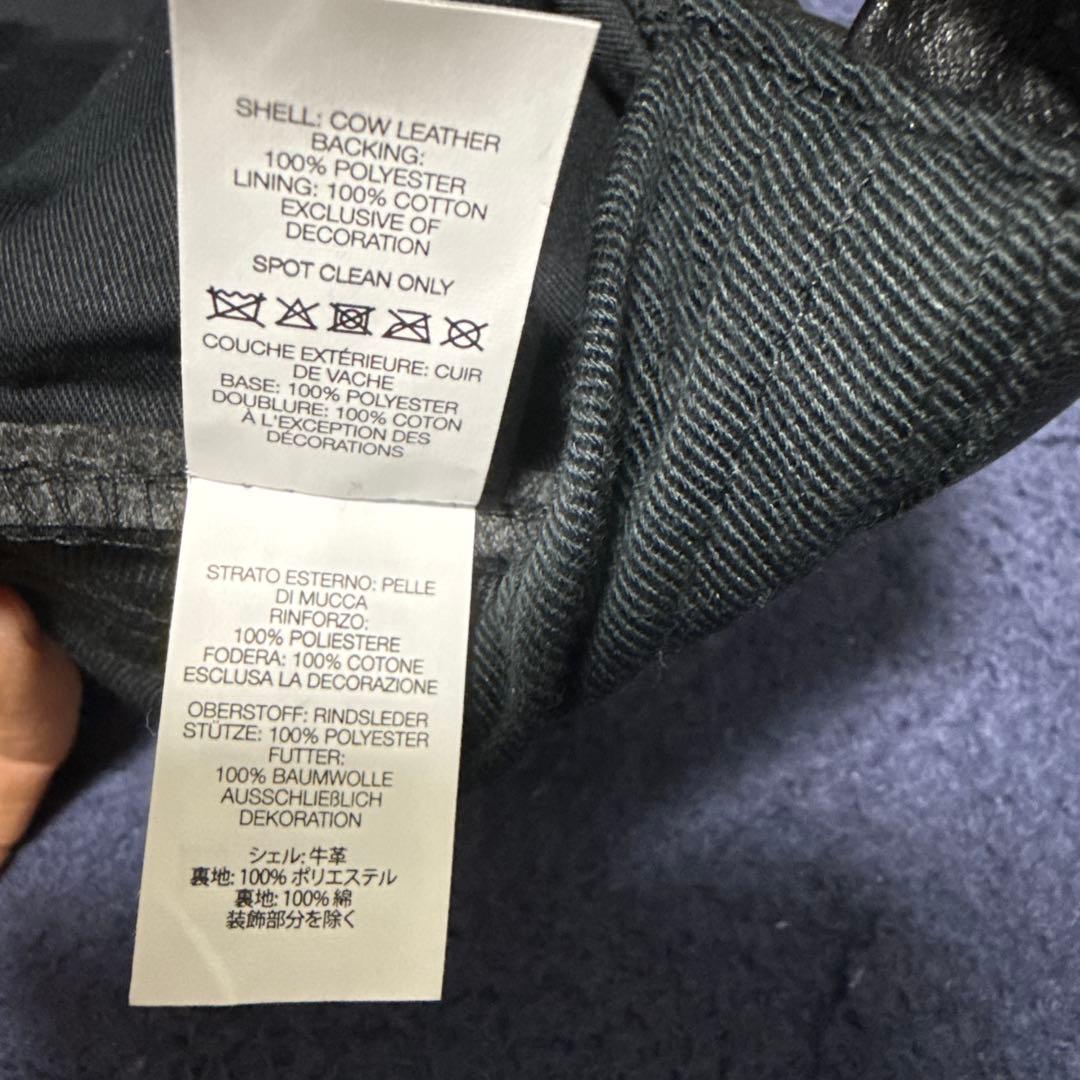 SHELL: COW LEATHER
BACKING:
100% POLYESTER
LINING: 100% COTTON
EXCLUSIVE OF
DECORATION
SPOT CLEAN ONLY
COUCHE EXTÉRIEURE: CUIR
DE VACHE
BASE: 100% POLYESTER
DOUBLURE: 100% COTON
À L'EXCEPTION DES
DÉCORATIONS
STRATO ESTERNO: PELLE
DI MUCCA
RINFORZO:
100% POLIESTERE
FODERA: 100% COTONE
ESCLUSA LA DECORAZIONE
OBERSTOFF: RINDSLEDER
STÜTZE: 100% POLYESTER
FUTTER:
100% BAUMWOLLE
AUSSCHLIEßLICH
DEKORATION
シェル: 牛革
裏地: 100% ポリエステル
裏地: 100% 綿
装飾部分を除く